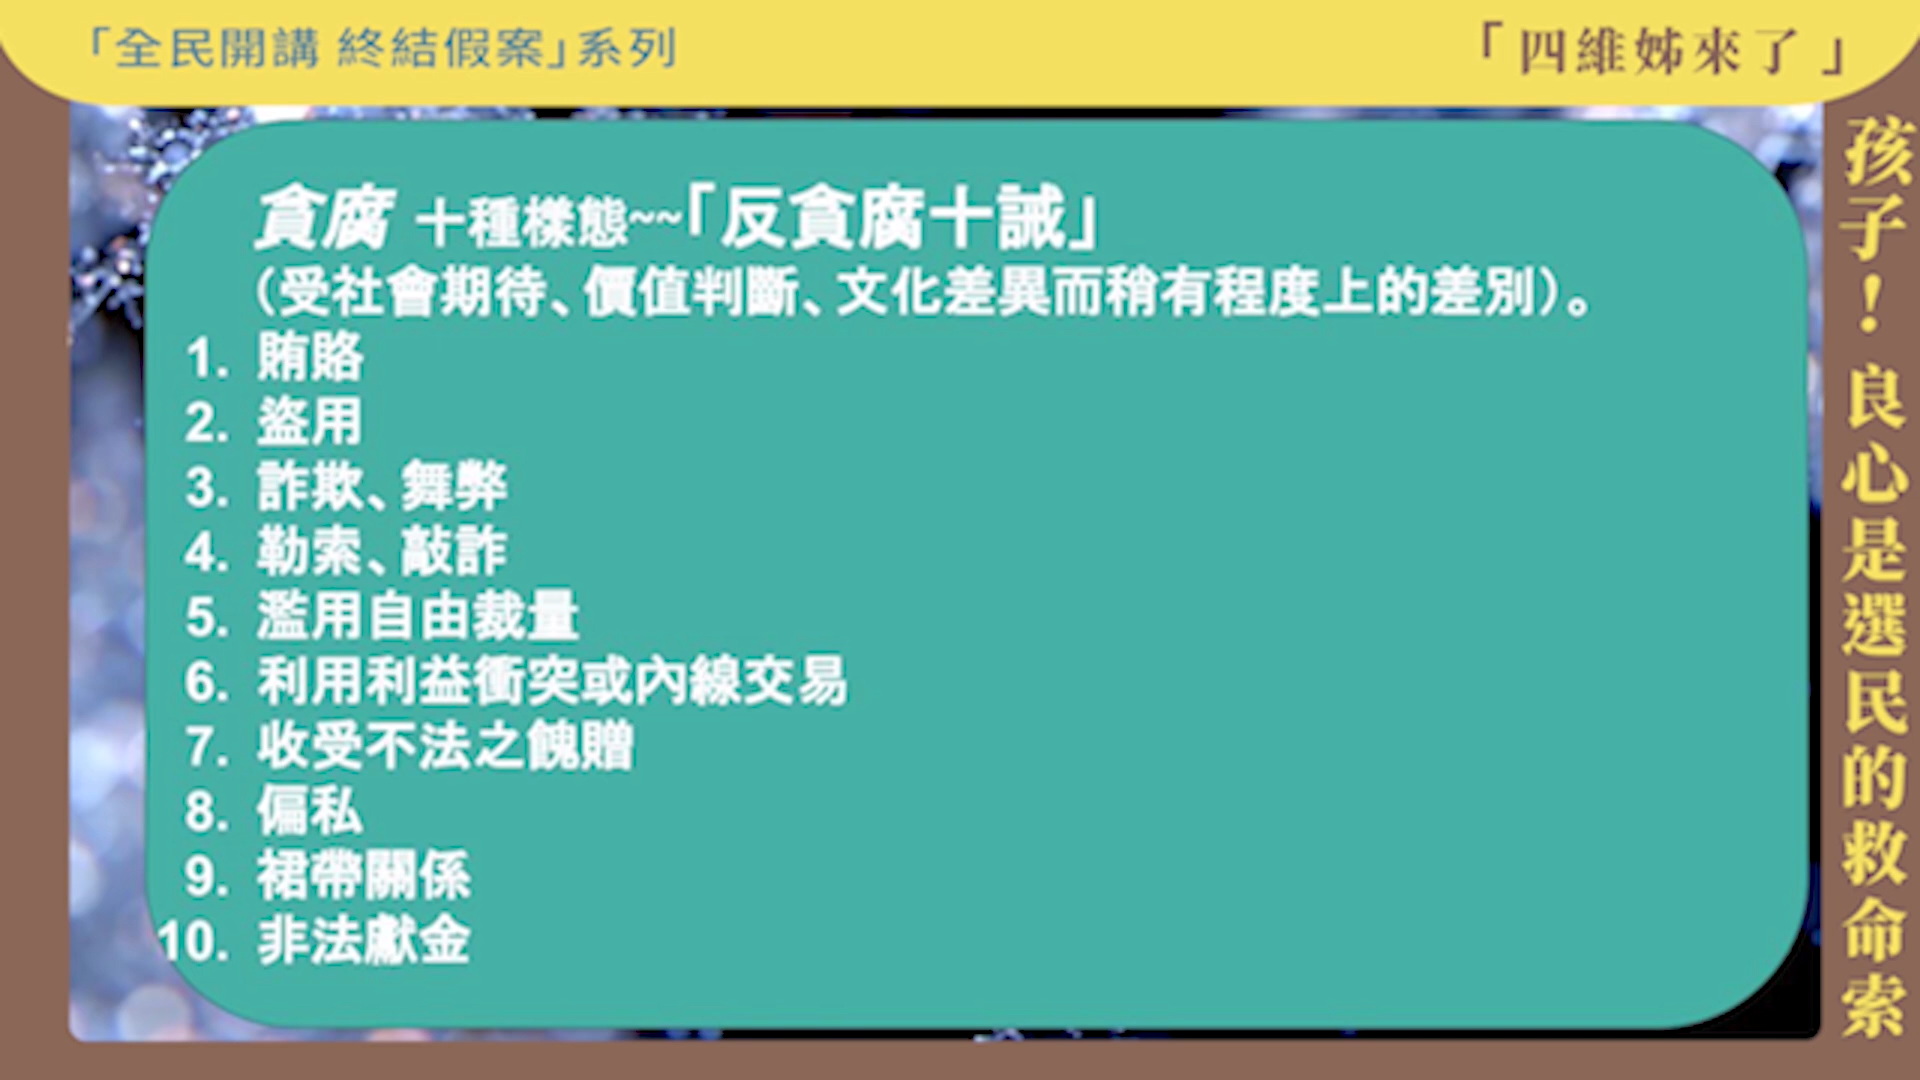 「全民開講 終結假案」系列
「四維姊來了」
貪腐 十種樣態~~「反貪腐十誡」
（受社會期待、價值判斷、文化差異而稍有程度上的差別）。
1. 賄賂
2. 盜用
3. 詐欺、舞弊
4. 勒索、敲詐
5. 濫用自由裁量
6. 利用利益衝突或內線交易
7. 收受不法之餽贈
8. 偏私
9. 裙帶關係
10. 非法獻金
孩子！良心是選民的救命索